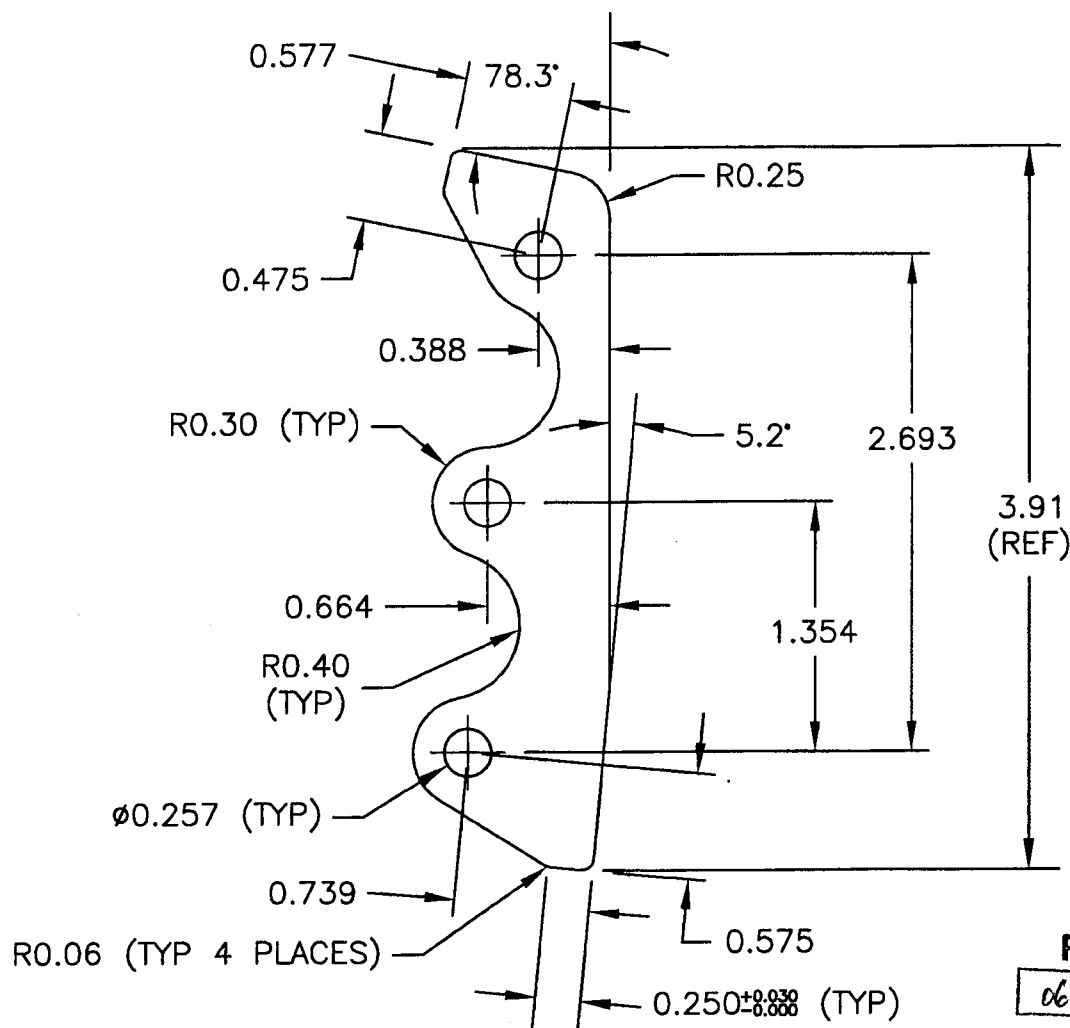 0.577
78.3°
R0.25
0.475
0.388
R0.30 (TYP)
5.2°
2.693
3.91
(REF)
0.664
1.354
R0.40
(TYP)
ø0.257 (TYP)
0.739
R0.06 (TYP 4 PLACES)
0.575
0.250+0.030-0.000 (TYP)
06